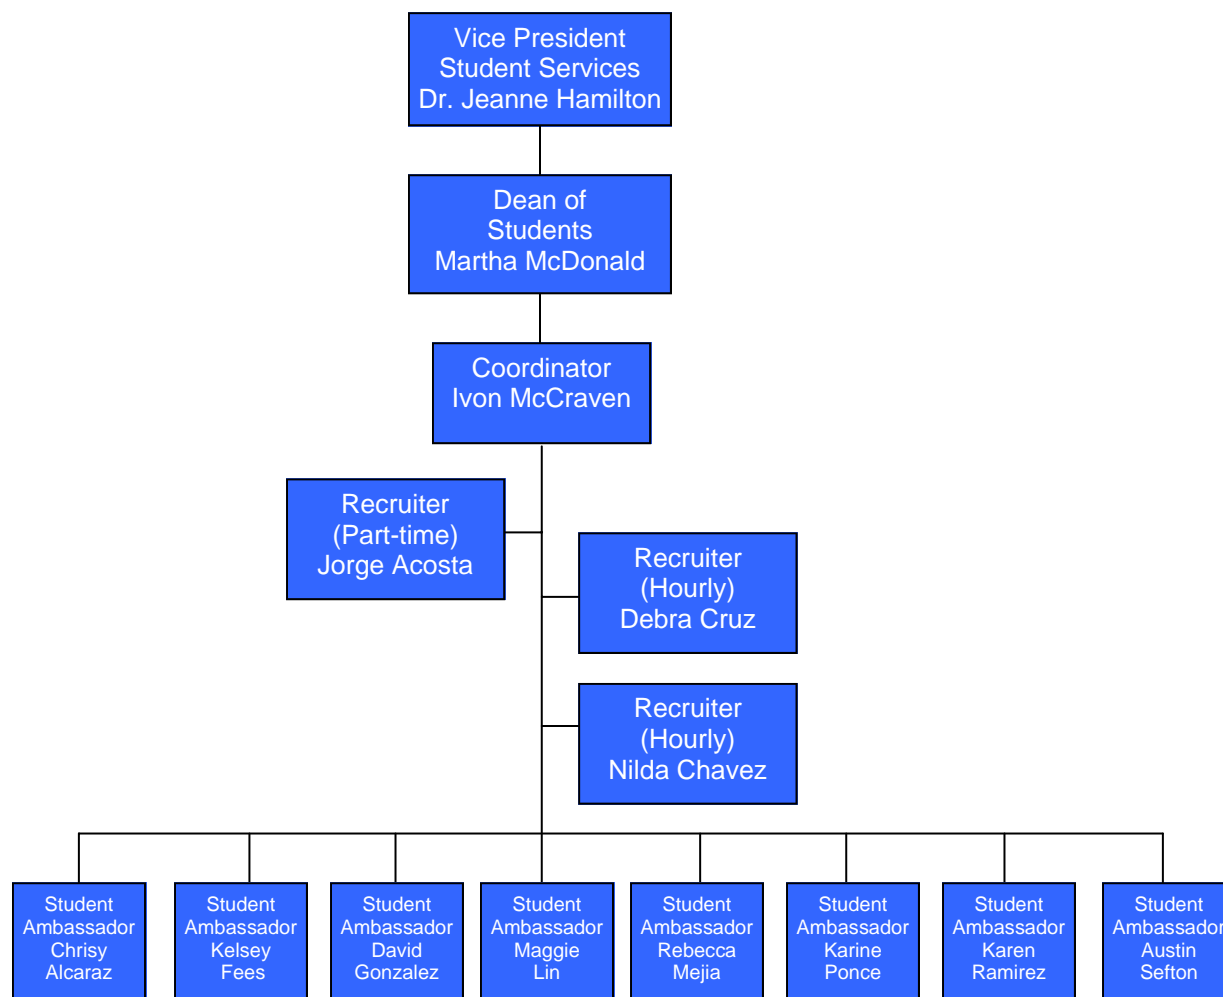 Vice President
Student Services
Dr. Jeanne Hamilton
Dean of
Students
Martha McDonald
Coordinator
Ivon McCraven
Recruiter
(Part-time)
Jorge Acosta
Recruiter
(Hourly)
Debra Cruz
Recruiter
(Hourly)
Nilda Chavez
Student
Ambassador
Chrisy
Alcaraz
Student
Ambassador
Kelsey
Fees
Student
Ambassador
David
Gonzalez
Student
Ambassador
Maggie
Lin
Student
Ambassador
Rebecca
Mejia
Student
Ambassador
Karine
Ponce
Student
Ambassador
Karen
Ramirez
Student
Ambassador
Austin
Sefton